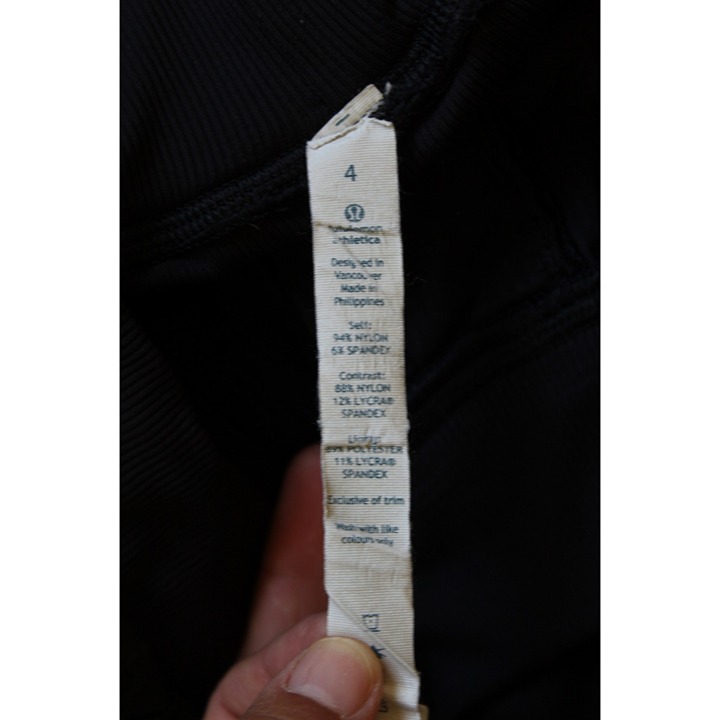 4
lululemon
athletica
Designed in
Vancouver
Made in
Philippines
Self:
94% NYLON
6% SPANDEX
Contrast:
88% NYLON
12% LYCRA®
SPANDEX
Lining:
89% POLYESTER
11% LYCRA®
SPANDEX
Exclusive of trim
Wash with like
colours only